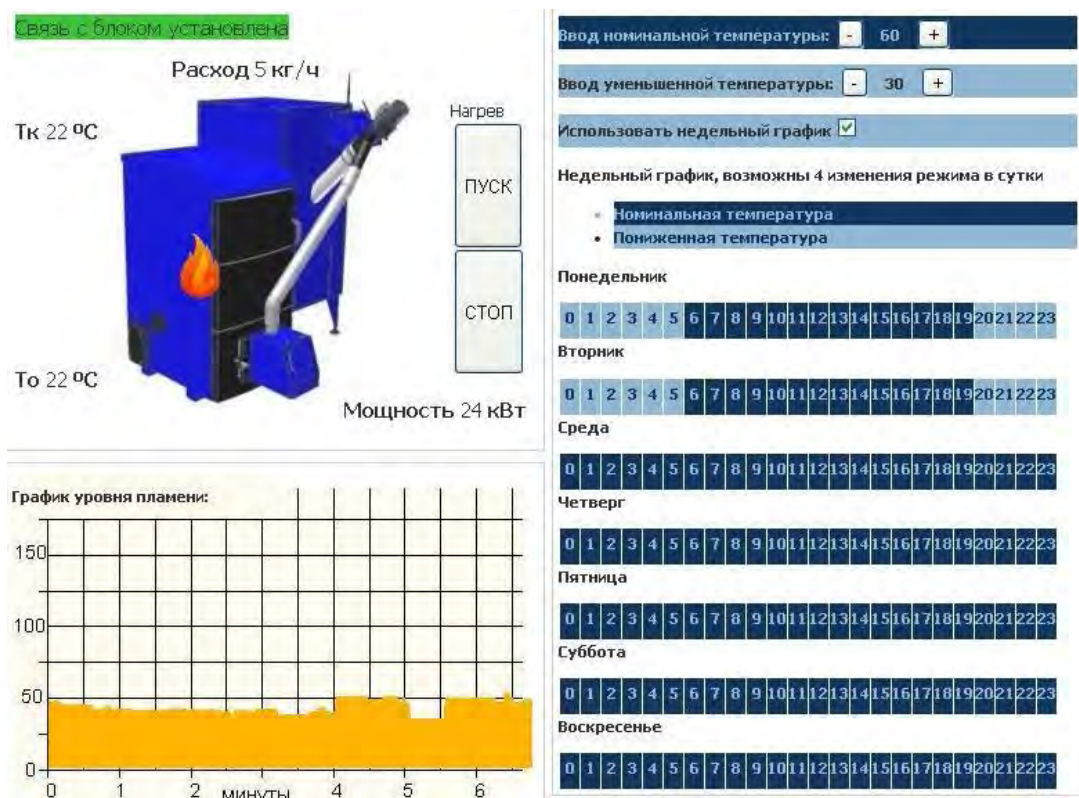 Связь с блоком установлена
Расход 5 кг/ч
Тк 22 ºС
Нагрев
ПУСК
СТОП
То 22 ºС
Мощность 24 кВт
График уровня пламени:
150
100
50
0
0 1 2 минуты 4 5 6
Ввод номинальной температуры: - 60 +
Ввод уменьшенной температуры: - 30 +
Использовать недельный график
Недельный график, возможны 4 изменения режима в сутки
• Номинальная температура
• Пониженная температура
Понедельник
0 1 2 3 4 5 6 7 8 9 10 11 12 13 14 15 16 17 18 19 20 21 22 23
Вторник
0 1 2 3 4 5 6 7 8 9 10 11 12 13 14 15 16 17 18 19 20 21 22 23
Среда
0 1 2 3 4 5 6 7 8 9 10 11 12 13 14 15 16 17 18 19 20 21 22 23
Четверг
0 1 2 3 4 5 6 7 8 9 10 11 12 13 14 15 16 17 18 19 20 21 22 23
Пятница
0 1 2 3 4 5 6 7 8 9 10 11 12 13 14 15 16 17 18 19 20 21 22 23
Суббота
0 1 2 3 4 5 6 7 8 9 10 11 12 13 14 15 16 17 18 19 20 21 22 23
Воскресенье
0 1 2 3 4 5 6 7 8 9 10 11 12 13 14 15 16 17 18 19 20 21 22 23